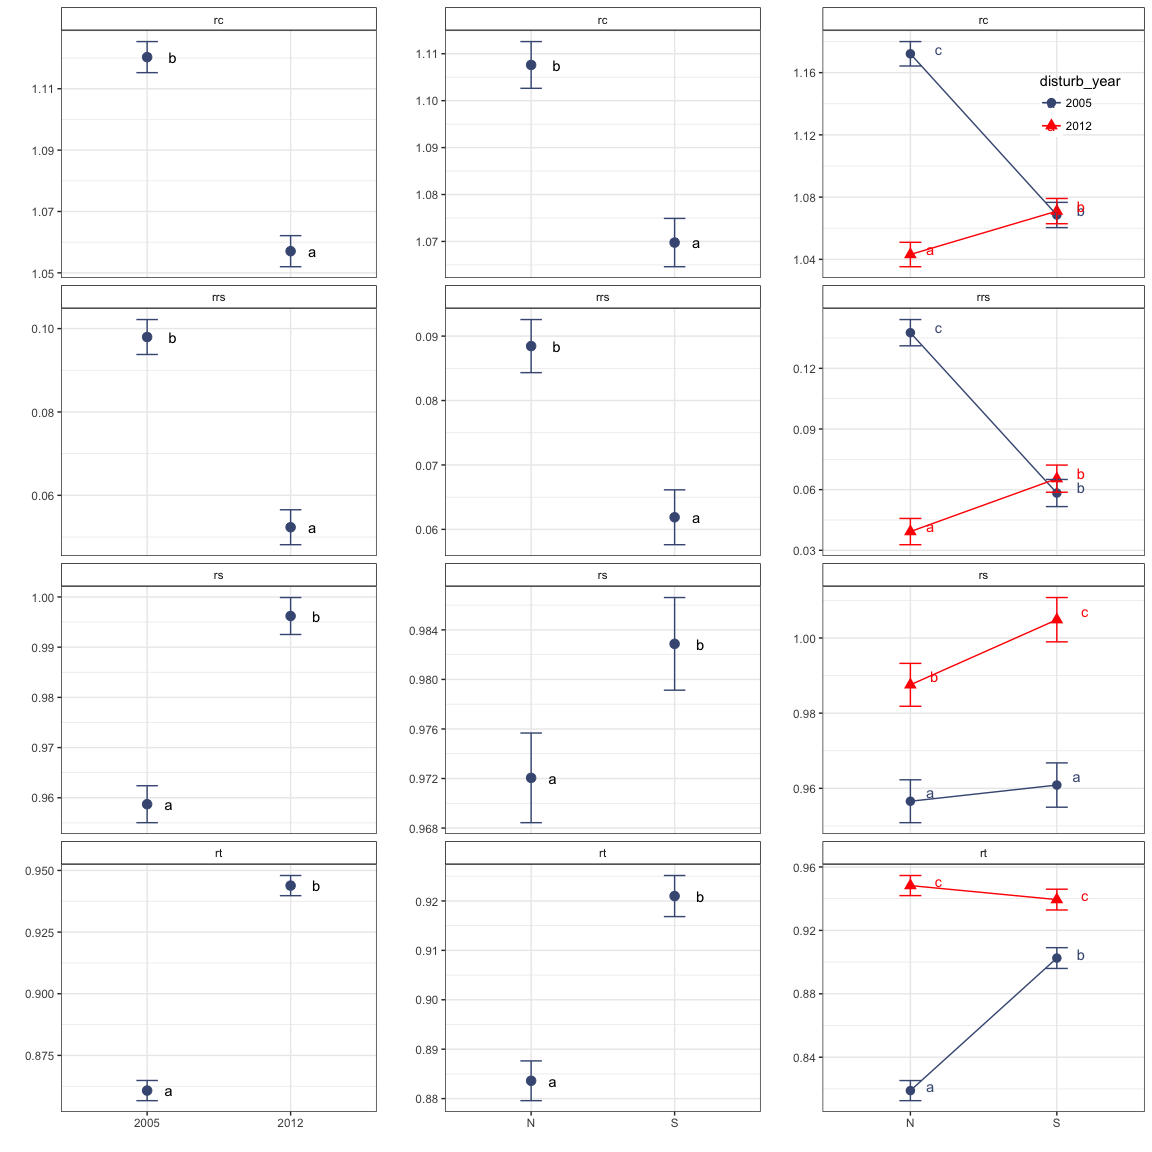 rc
b
a
1.11
1.09
1.07
1.05
rc
b
a
1.11
1.10
1.09
1.08
1.07
rc
c
disturb_year
2005
2012
b
b
a
1.16
1.12
1.08
1.04
rrs
b
a
0.10
0.08
0.06
rrs
b
a
0.09
0.08
0.07
0.06
rrs
c
b
b
a
0.12
0.09
0.06
0.03
rs
b
a
1.00
0.99
0.98
0.97
0.96
rs
b
a
0.984
0.980
0.976
0.972
0.968
rs
c
b
a
a
1.00
0.98
0.96
rt
b
a
0.950
0.925
0.900
0.875
2005 2012
rt
b
a
0.92
0.91
0.90
0.89
0.88
N S
rt
c
c
b
a
0.96
0.92
0.88
0.84
N S